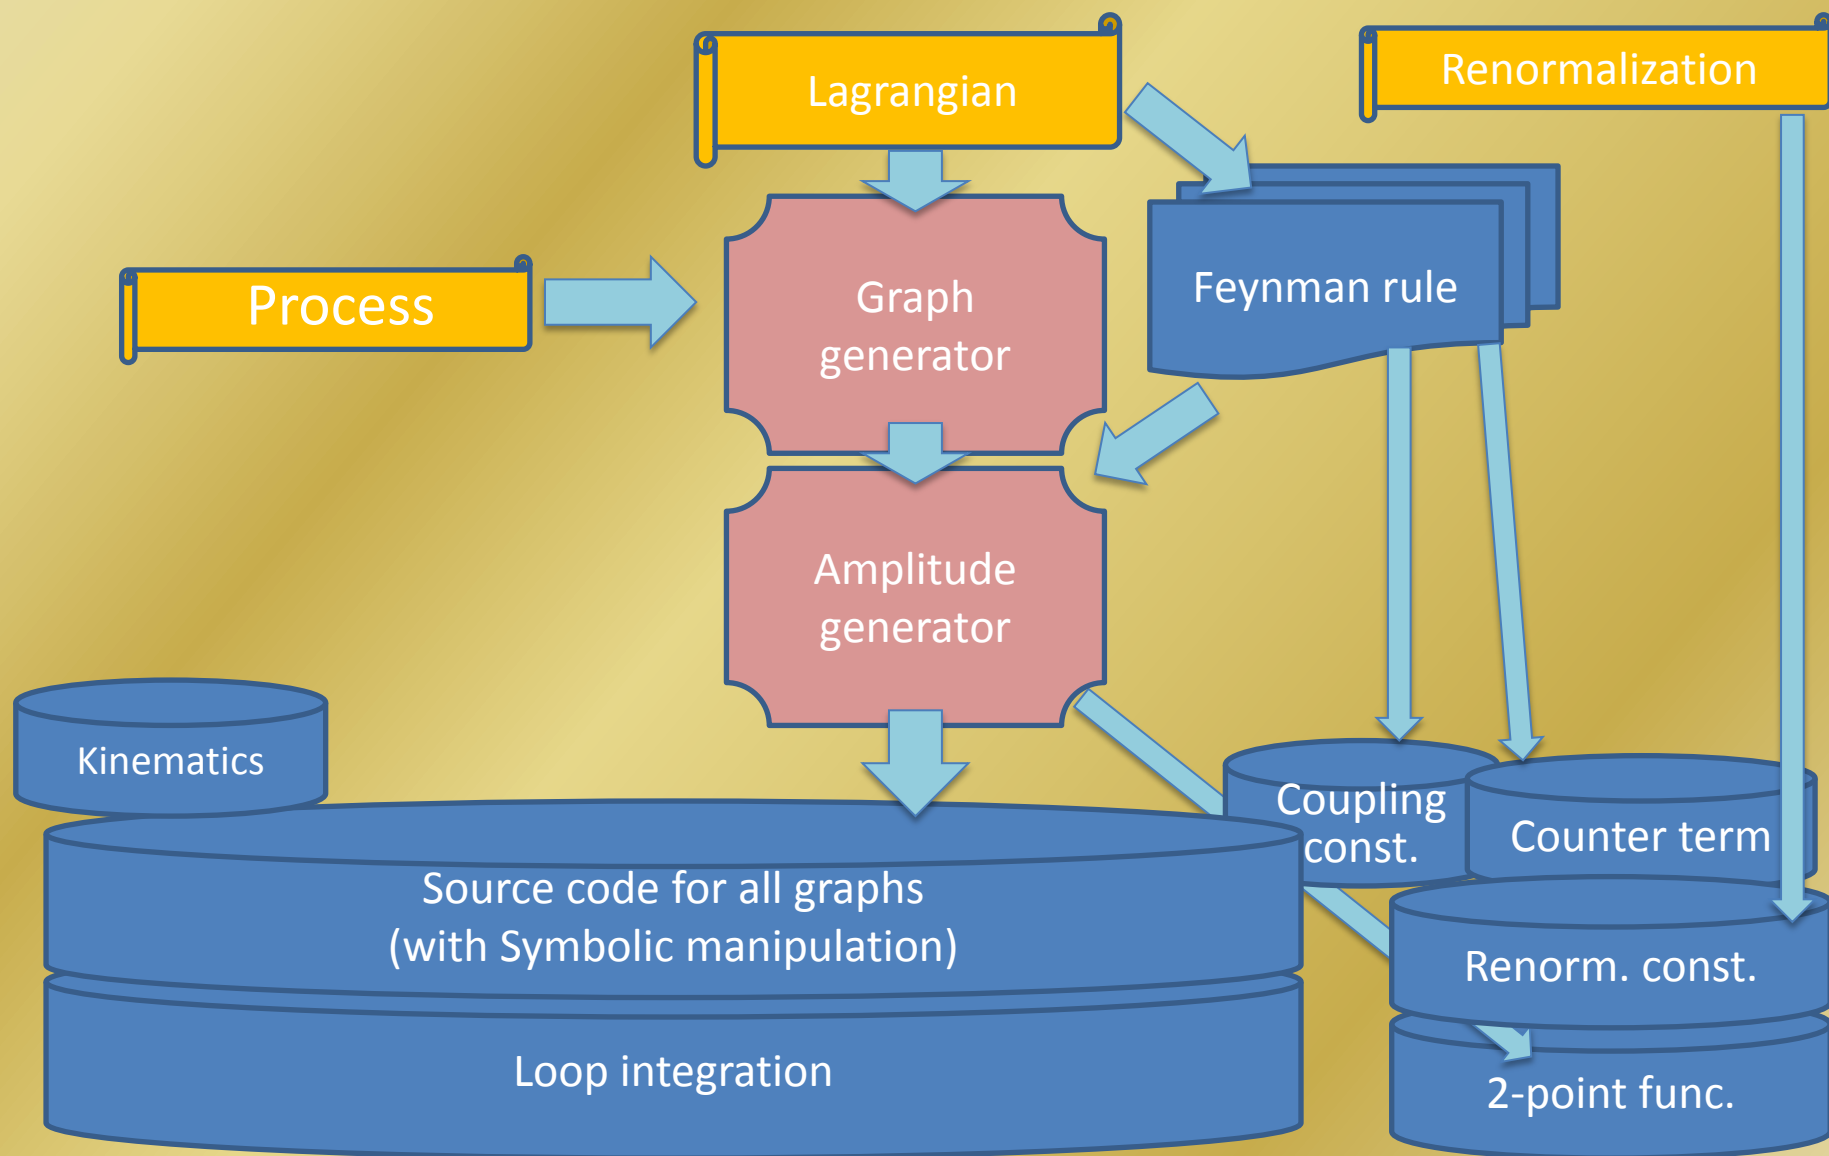 Lagrangian
Renormalization
Process
Graph
generator
Feynman rule
Amplitude
generator
Kinematics
Coupling
const.
Counter term
Source code for all graphs
(with Symbolic manipulation)
Renorm. const.
Loop integration
2-point func.